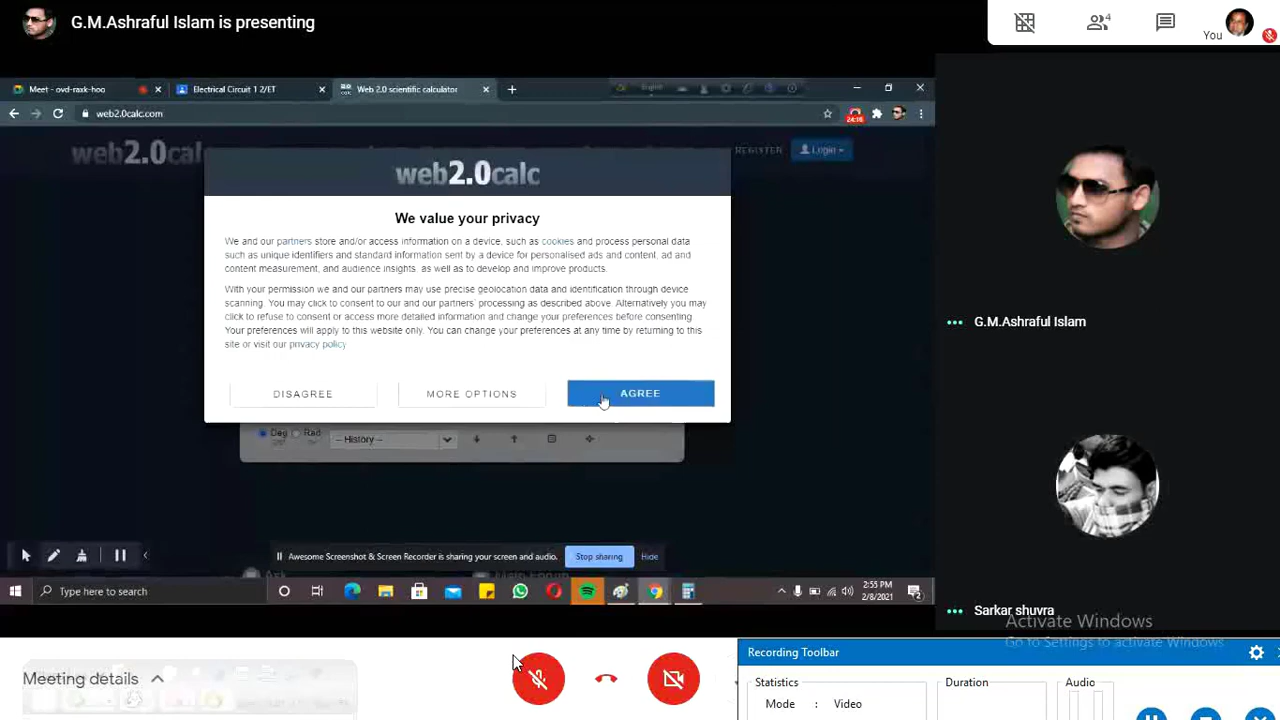 G.M.Ashraful Islam is presenting
4
You
Meet - ovd-raxk-hoo
Electrical Circuit 1 2/ET
Web 2.0 scientific calculator
English
web2.0calc.com
24:16
web2.0calc
REGISTER
Login
web2.0calc
We value your privacy
We and our partners store and/or access information on a device, such as cookies and process personal data
such as unique identifiers and standard information sent by a device for personalised ads and content, ad and
content measurement, and audience insights, as well as to develop and improve products.
With your permission we and our partners may use precise geolocation data and identification through device
scanning. You may click to consent to our and our partners' processing as described above. Alternatively you may
click to refuse to consent or access more detailed information and change your preferences before consenting.
Your preferences will apply to this website only. You can change your preferences at any time by returning to this
site or visit our privacy policy
DISAGREE
MORE OPTIONS
AGREE
Deg
Rad
-- History --
G.M.Ashraful Islam
Awesome Screenshot & Screen Recorder is sharing your screen and audio.
Stop sharing
Hide
Ask
Main Forum
Type here to search
2:55 PM
2/8/2021
2
Sarkar shuvra
Activate Windows
Go to Settings to activate Windows.
Meeting details
Recording Toolbar
Statistics
Duration
Audio
Mode : Video